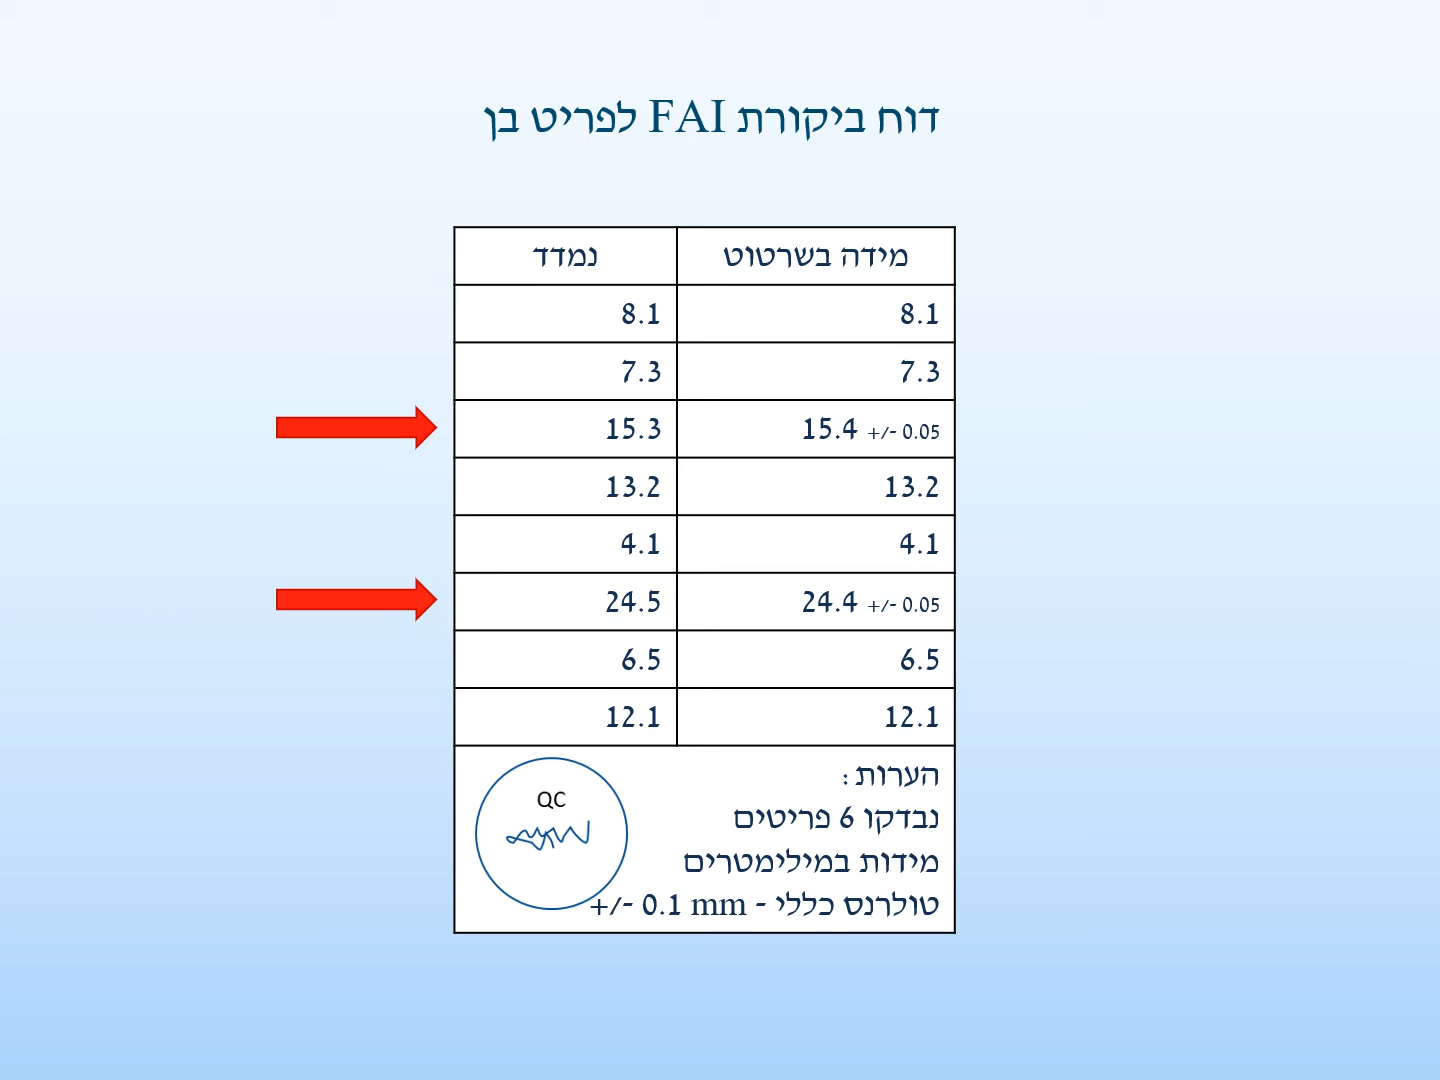 דוח ביקורת FAI לפריט בן
מידה בשרטוט נמדד
8.1 8.1
7.3 7.3
15.4 +/- 0.05 15.3
13.2 13.2
4.1 4.1
24.4 +/- 0.05 24.5
6.5 6.5
12.1 12.1
הערות :
נבדקו 6 פריטים
מידות במילימטרים
טולרנס כללי - 0.1 mm +/-
QC